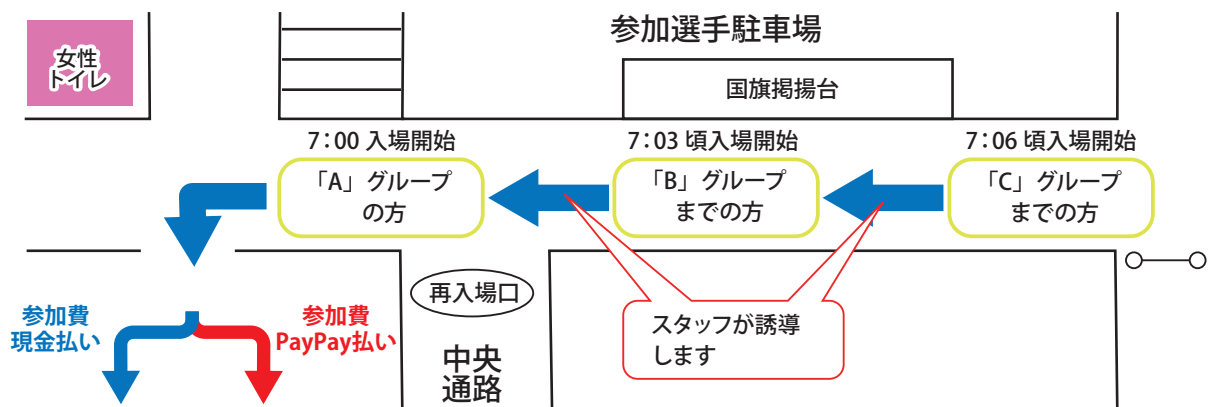 参加選手駐車場
女性
トイレ
国旗掲揚台
7：00 入場開始
7：03 頃入場開始
7：06 頃入場開始
「A」グループ
の方
「B」グループ
までの方
「C」グループ
までの方
再入場口
スタッフが誘導
します
参加費
現金払い
参加費
PayPay払い
中央
通路